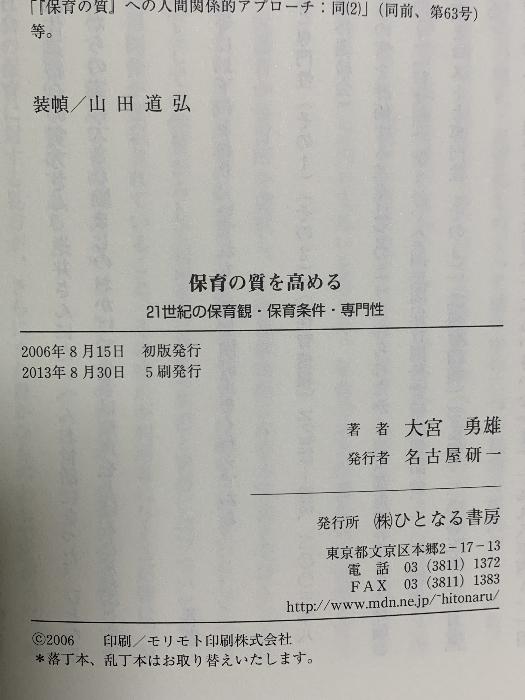 「『保育の質』への人間関係的アプローチ：同⑵」（同前、第63号）
等。
装幀／山田道弘
保育の質を高める
21世紀の保育観・保育条件・専門性
2006年８月15日　初版発行
2013年８月30日　５刷発行
著　者　大宮　勇雄
発行者　名古屋研一
発行所　㈱ひとなる書房
東京都文京区本郷2－17－13
電　話　03（3811）1372
ＦＡＸ　03（3811）1383
http://www.mdn.ne.jp/~hitonaru/
©2006　印刷／モリモト印刷株式会社
＊落丁本、乱丁本はお取り替えいたします。